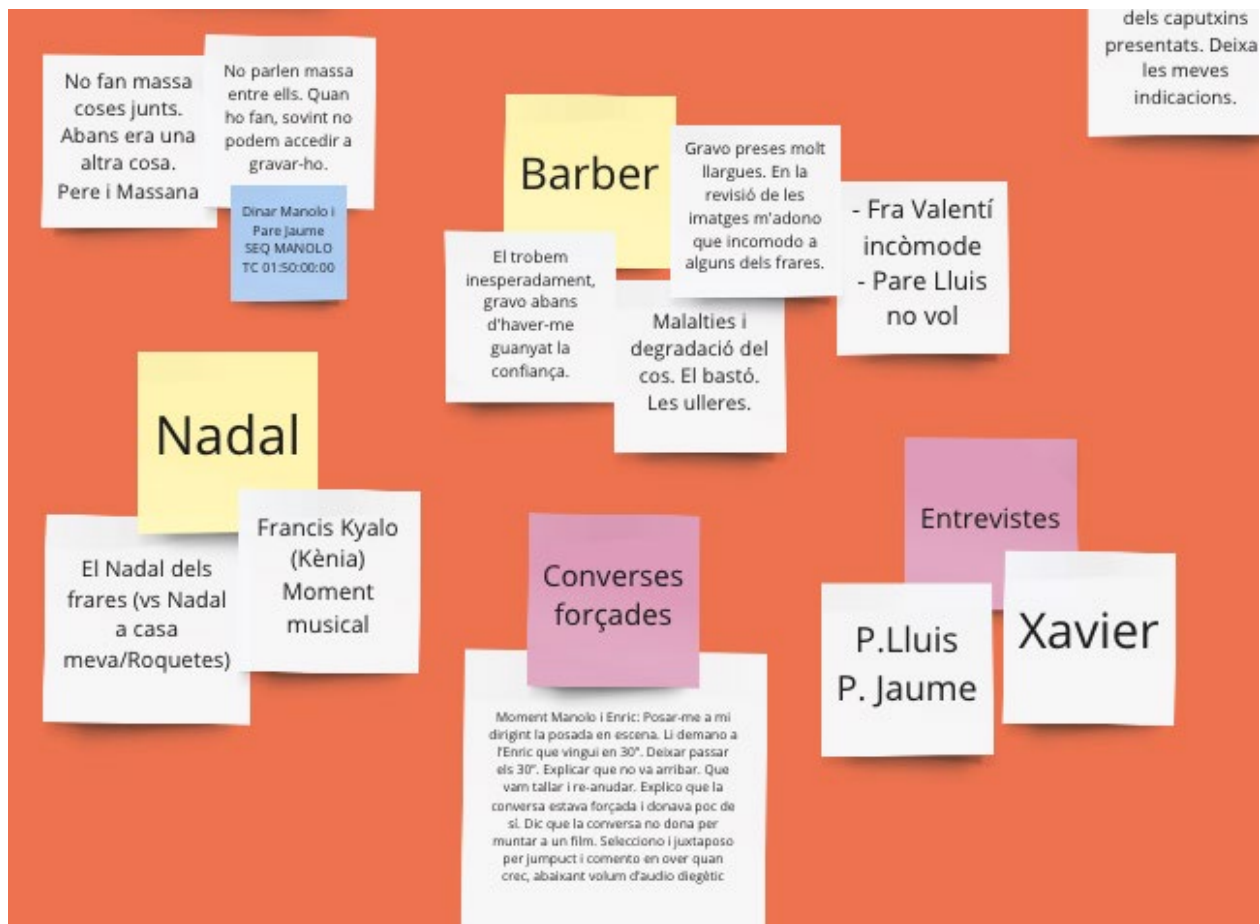 dels caputxins
presentats. Deixa
les meves
indicacions.
No fan massa
coses junts.
Abans era una
altra cosa.
Pere i Massana
No parlen massa
entre ells. Quan
ho fan, sovint no
podem accedir a
gravar-ho.
Dinar Manolo i
Pare Jaume
SEQ MANOLO
TC 01:50:00:00
Barber
Gravo preses molt
llargues. En la
revisió de les
imatges m'adono
que incomodo a
alguns dels frares.
- Fra Valentí
incòmode
- Pare Lluis
no vol
El trobem
inesperadament,
gravo abans
d'haver-me
guanyat la
confiança.
Malalties i
degradació del
cos. El bastó.
Les ulleres.
Nadal
El Nadal dels
frares (vs Nadal
a casa
meva/Roquetes)
Francis Kyalo
(Kènia)
Moment
musical
Converses
forçades
Moment Manolo i Enric: Posar-me a mi
dirigint la posada en escena. Li demano a
l'Enric que vingui en 30". Deixar passar
els 30". Explicar que no va arribar. Que
vam tallar i re-anudar. Explico que la
conversa estava forçada i donava poc de
sí. Dic que la conversa no dona per
muntar a un film. Selecciono i juxtaposo
per jumpuct i comento en over quan
crec, abaixant volum d'audio diegètic
Entrevistes
P.Lluis
P. Jaume
Xavier